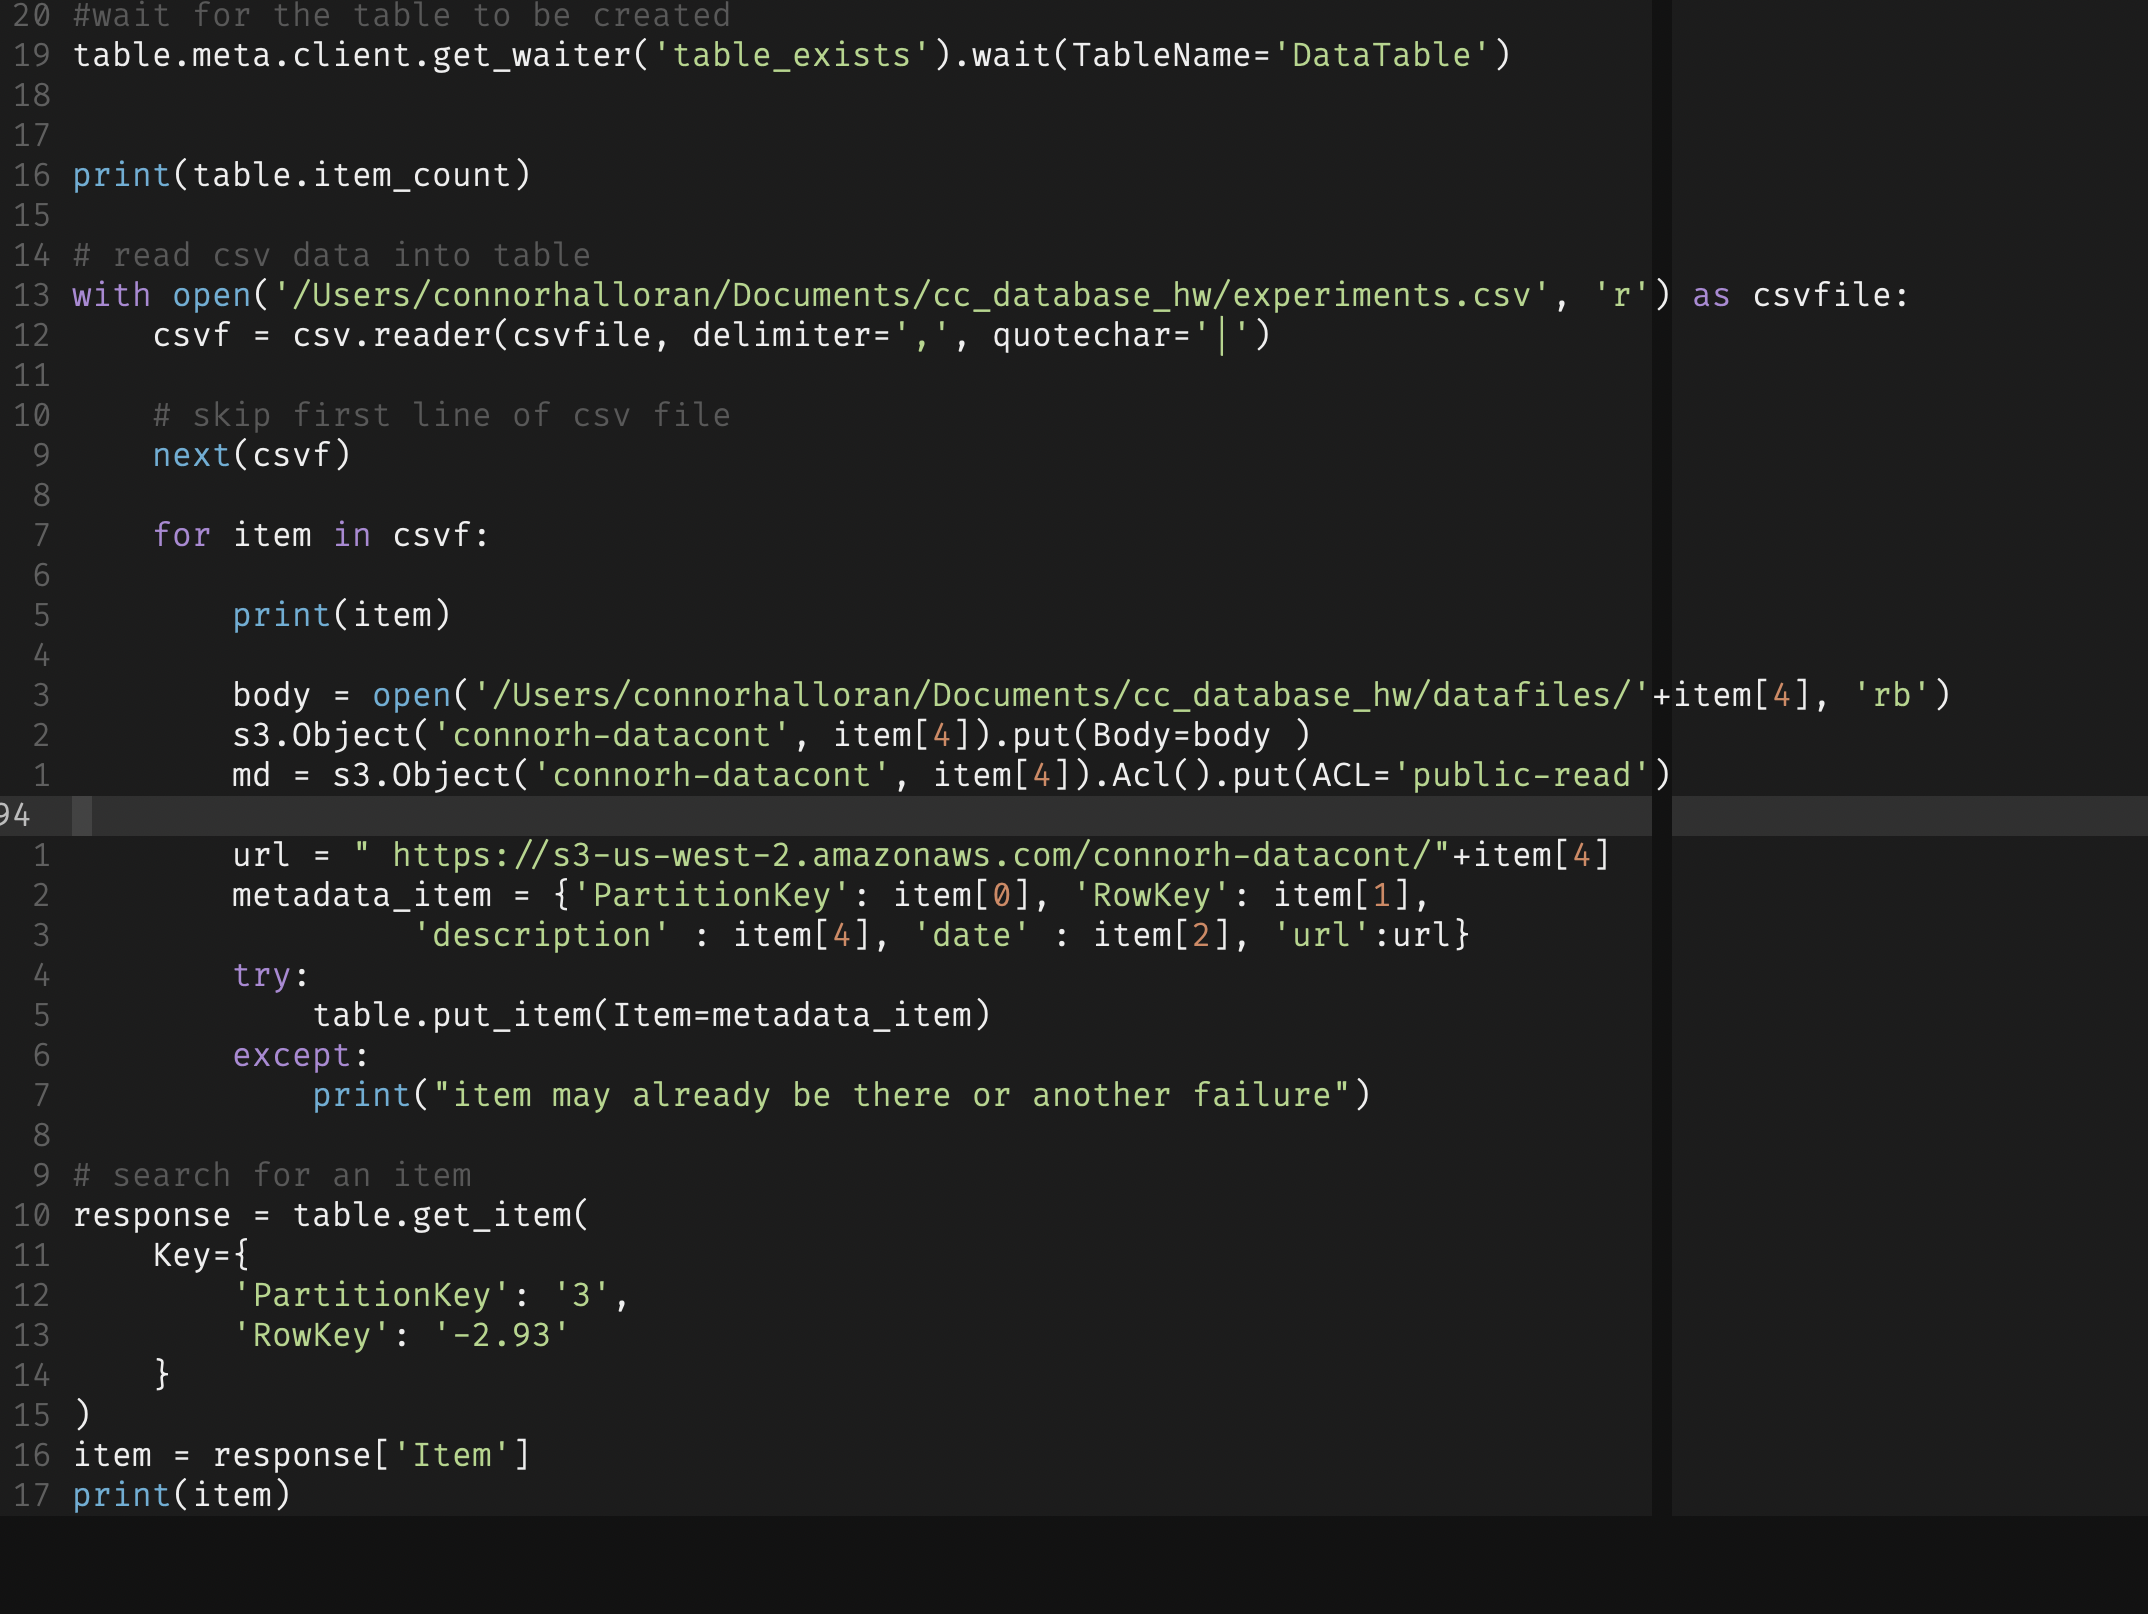 20 #wait for the table to be created
19 table.meta.client.get_waiter('table_exists').wait(TableName='DataTable')
18
17
16 print(table.item_count)
15
14 # read csv data into table
13 with open('/Users/connorhalloran/Documents/cc_database_hw/experiments.csv', 'r') as csvfile:
12     csvf = csv.reader(csvfile, delimiter=',', quotechar='|')
11
10     # skip first line of csv file
9     next(csvf)
8
7     for item in csvf:
6
5         print(item)
4
3         body = open('/Users/connorhalloran/Documents/cc_database_hw/datafiles/'+item[4], 'rb')
2         s3.Object('connorh-datacont', item[4]).put(Body=body )
1         md = s3.Object('connorh-datacont', item[4]).Acl().put(ACL='public-read')
94
1         url = " https://s3-us-west-2.amazonaws.com/connorh-datacont/"+item[4]
2         metadata_item = {'PartitionKey': item[0], 'RowKey': item[1],
3                  'description' : item[4], 'date' : item[2], 'url':url}
4         try:
5             table.put_item(Item=metadata_item)
6         except:
7             print("item may already be there or another failure")
8
9 # search for an item
10 response = table.get_item(
11     Key={
12         'PartitionKey': '3',
13         'RowKey': '-2.93'
14     }
15 )
16 item = response['Item']
17 print(item)